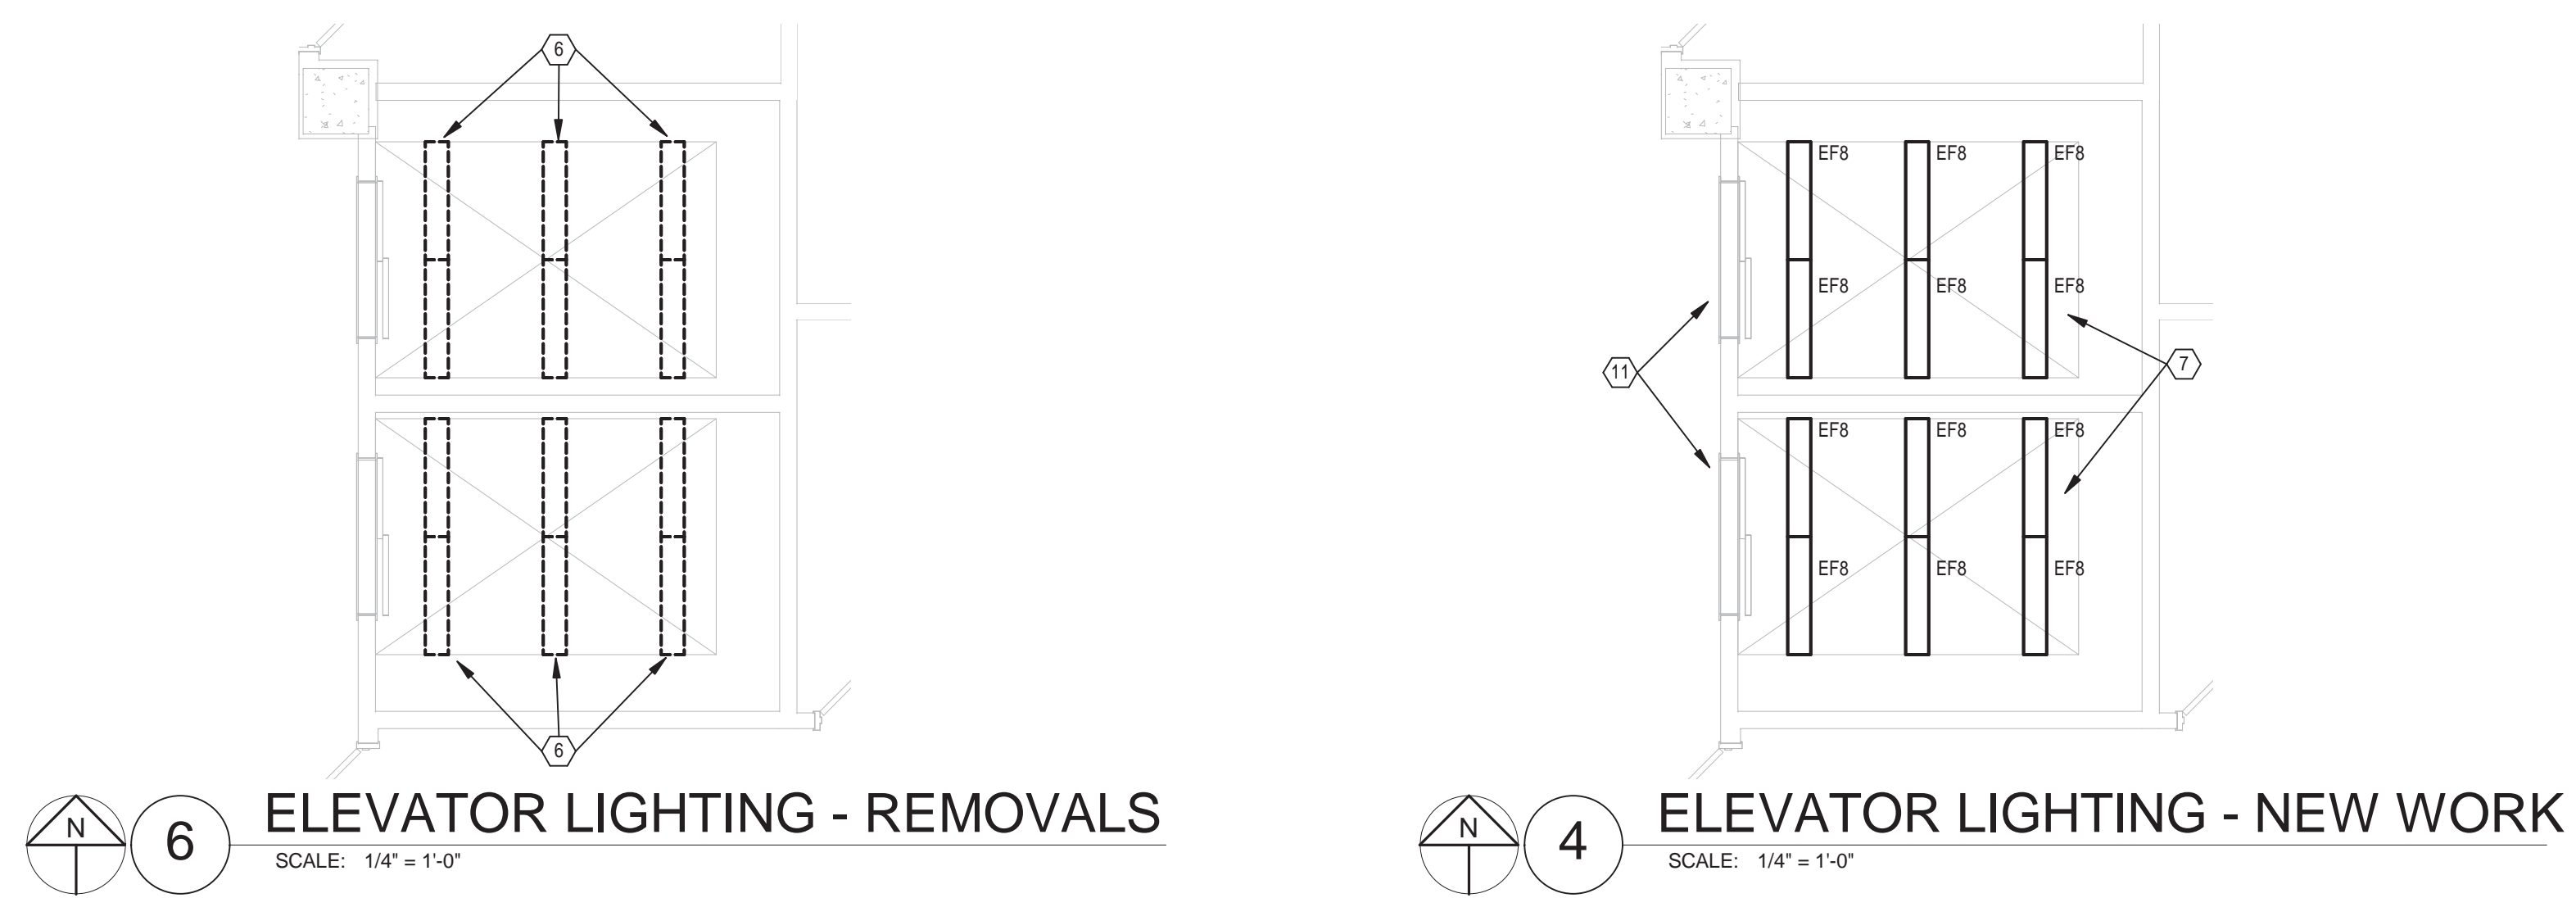 6
6
N
6
ELEVATOR LIGHTING - REMOVALS
SCALE: 1/4" = 1'-0"
EF8 EF8 EF8
EF8 EF8 EF8
11
7
EF8 EF8 EF8
EF8 EF8 EF8
N
4
ELEVATOR LIGHTING - NEW WORK
SCALE: 1/4" = 1'-0"